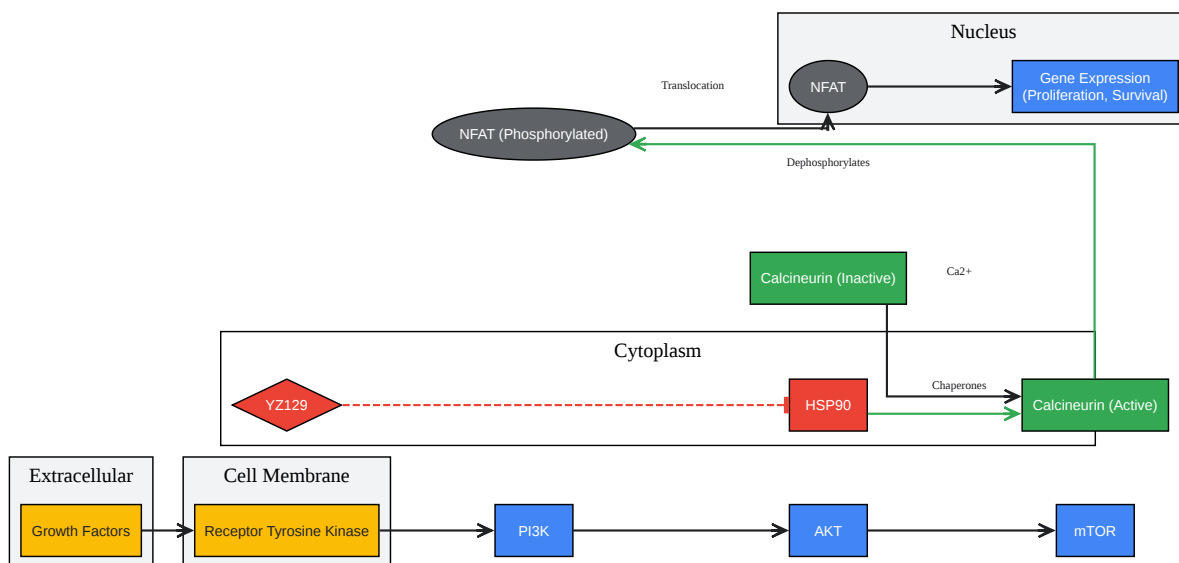 Nucleus
NFAT
Gene Expression
(Proliferation, Survival)
Translocation
NFAT (Phosphorylated)
Dephosphorylates
Calcineurin (Inactive)
Ca2+
Cytoplasm
Chaperones
YZ129
HSP90
Calcineurin (Active)
Extracellular
Cell Membrane
Growth Factors
Receptor Tyrosine Kinase
PI3K
AKT
mTOR